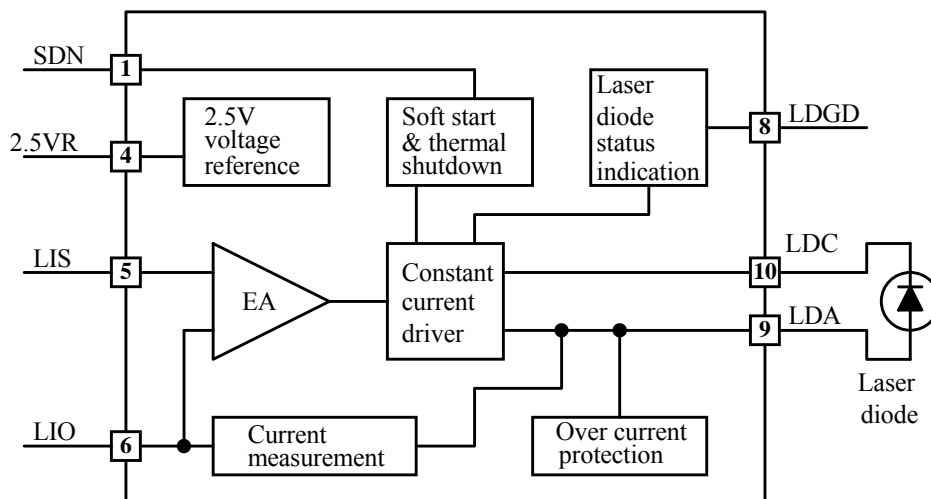 SDN
1
2.5VR
4
2.5V
voltage
reference
Soft start
& thermal
shutdown
Laser
diode
status
indication
8
LDGD
LIS
5
EA
Constant
current
driver
LDC
10
LDA
9
Laser
diode
LIO
6
Current
measurement
Over current
protection